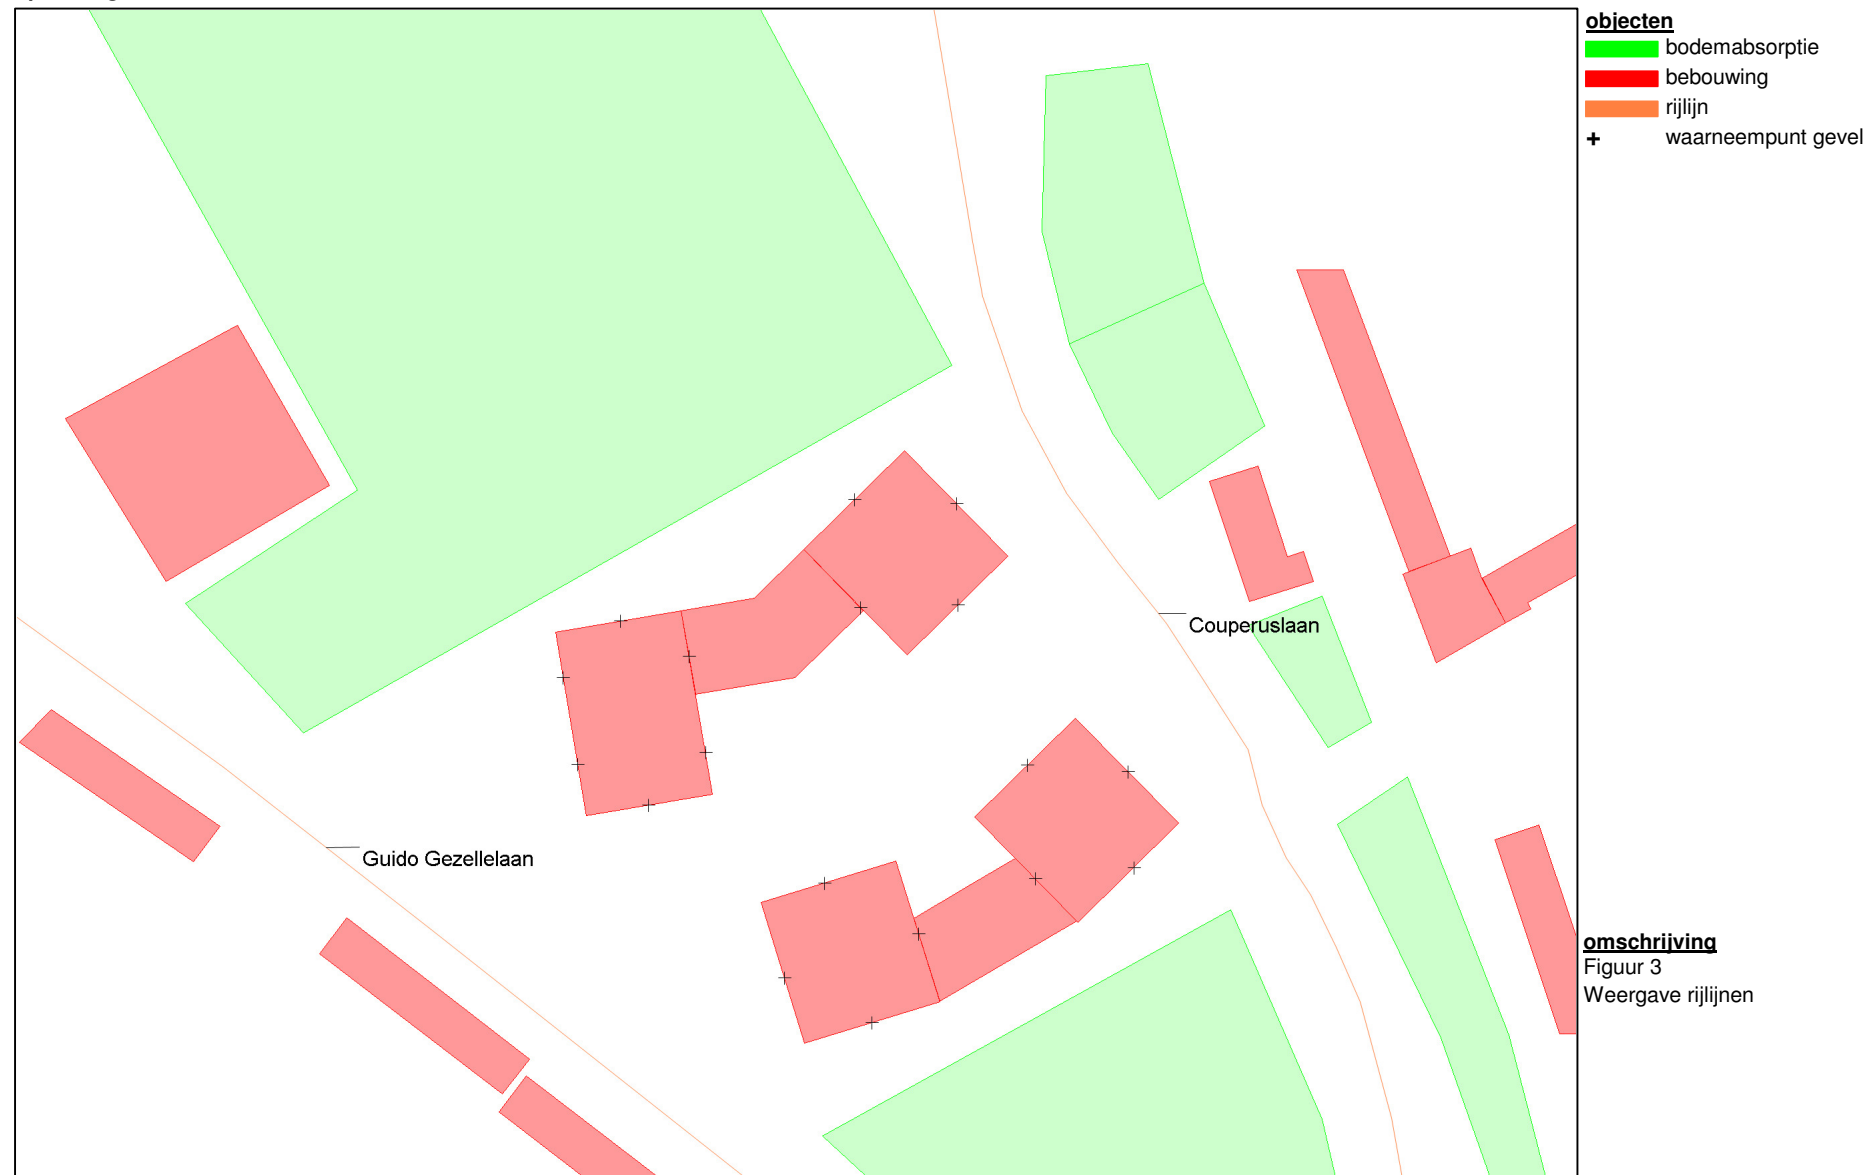 objecten
bodemabsorptie
bebouwing
rijlijn
+ waarneempunt gevel
Couperuslaan
Guido Gezellelaan
omschrijving
Figuur 3
Weergave rijlijnen